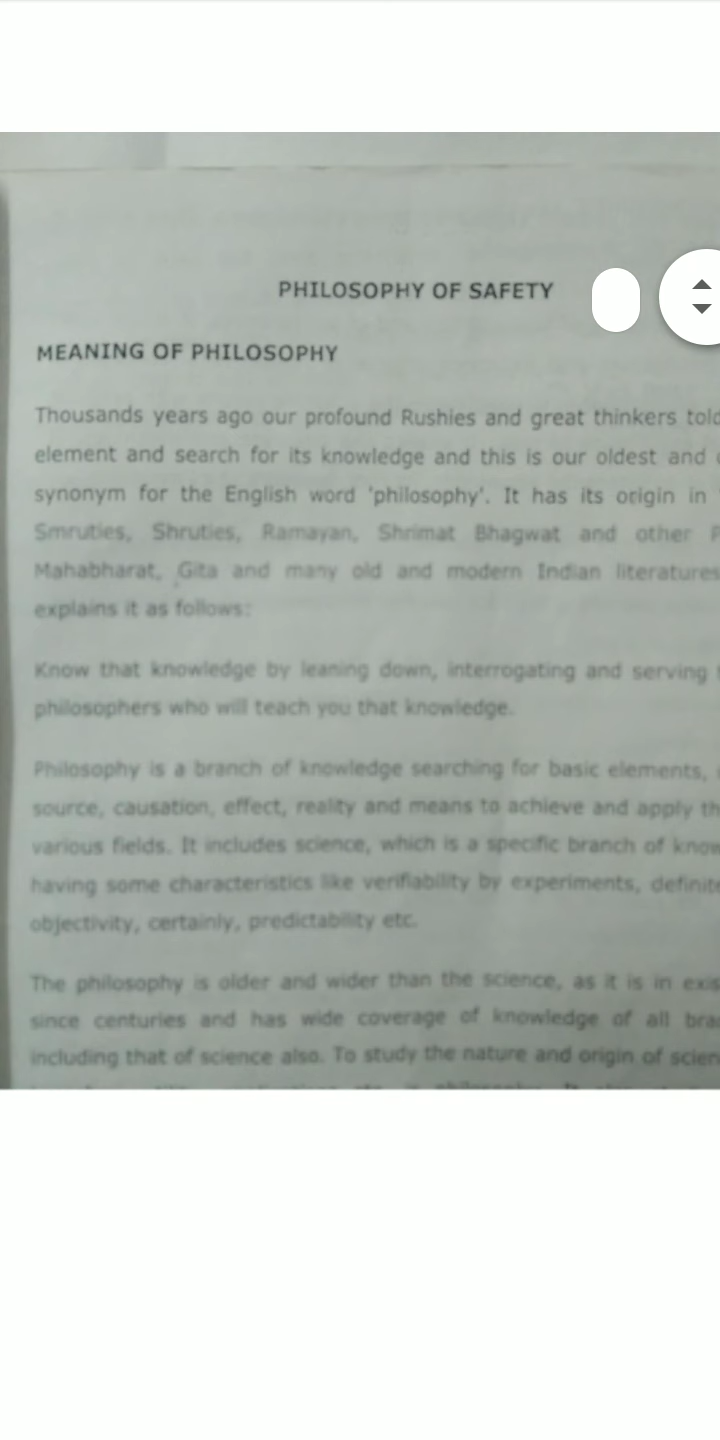 PHILOSOPHY OF SAFETY
MEANING OF PHILOSOPHY
Thousands years ago our profound Rushies and great thinkers told
element and search for its knowledge and this is our oldest and
synonym for the English word 'philosophy'. It has its origin in
Smruties, Shruties, Ramayan, Shrimat Bhagwat and other
Mahabharat, Gita and many old and modern Indian literatures
explains it as follows:
Know that knowledge by leaning down, interrogating and serving
philosophers who will teach you that knowledge.
Philosophy is a branch of knowledge searching for basic elements,
source, causation, effect, reality and means to achieve and apply th
various fields. It includes science, which is a specific branch of know
having some characteristics like verifiability by experiments, definite
objectivity, certainly, predictability etc.
The philosophy is older and wider than the science, as it is in exis
since centuries and has wide coverage of knowledge of all bra
including that of science also. To study the nature and origin of scien